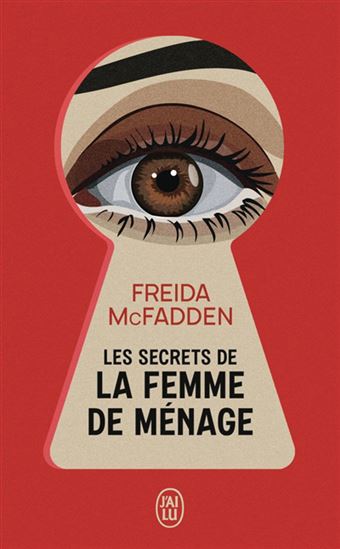 FREIDA
McFADDEN
LES SECRETS DE
LA FEMME
DE MÉNAGE
J'AI
LU